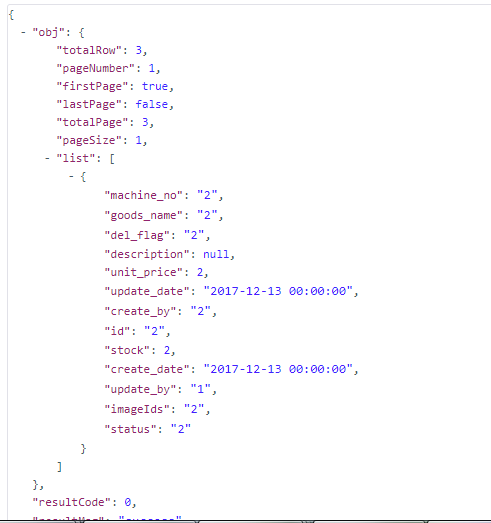 {
- "obj": {
"totalRow": 3,
"pageNumber": 1,
"firstPage": true,
"lastPage": false,
"totalPage": 3,
"pageSize": 1,
- "list": [
- {
"machine_no": "2",
"goods_name": "2",
"del_flag": "2",
"description": null,
"unit_price": 2,
"update_date": "2017-12-13 00:00:00",
"create_by": "2",
"id": "2",
"stock": 2,
"create_date": "2017-12-13 00:00:00",
"update_by": "1",
"imageIds": "2",
"status": "2"
}
]
},
"resultCode": 0,